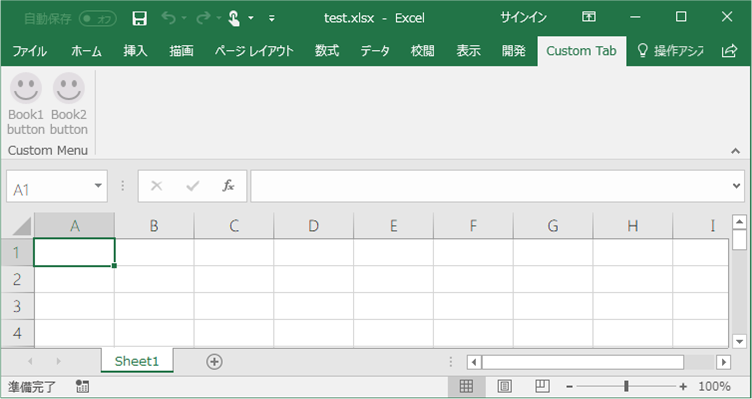 自動保存 オフ test.xlsx - Excel サインイン
ファイル ホーム 挿入 描画 ページ レイアウト 数式 データ 校閲 表示 開発 Custom Tab 操作アシス
Book1 Book2
button button
Custom Menu
A1 fx
A B C D E F G H I
1
2
3
4
Sheet1
準備完了 100%